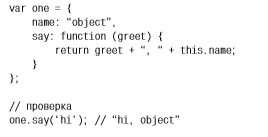 var one = {
    name: “object”,
    say: function (greet) {
        return greet + “, “ + this.name;
    }
};

// проверка
one.say(‘hi’); // “hi, object”